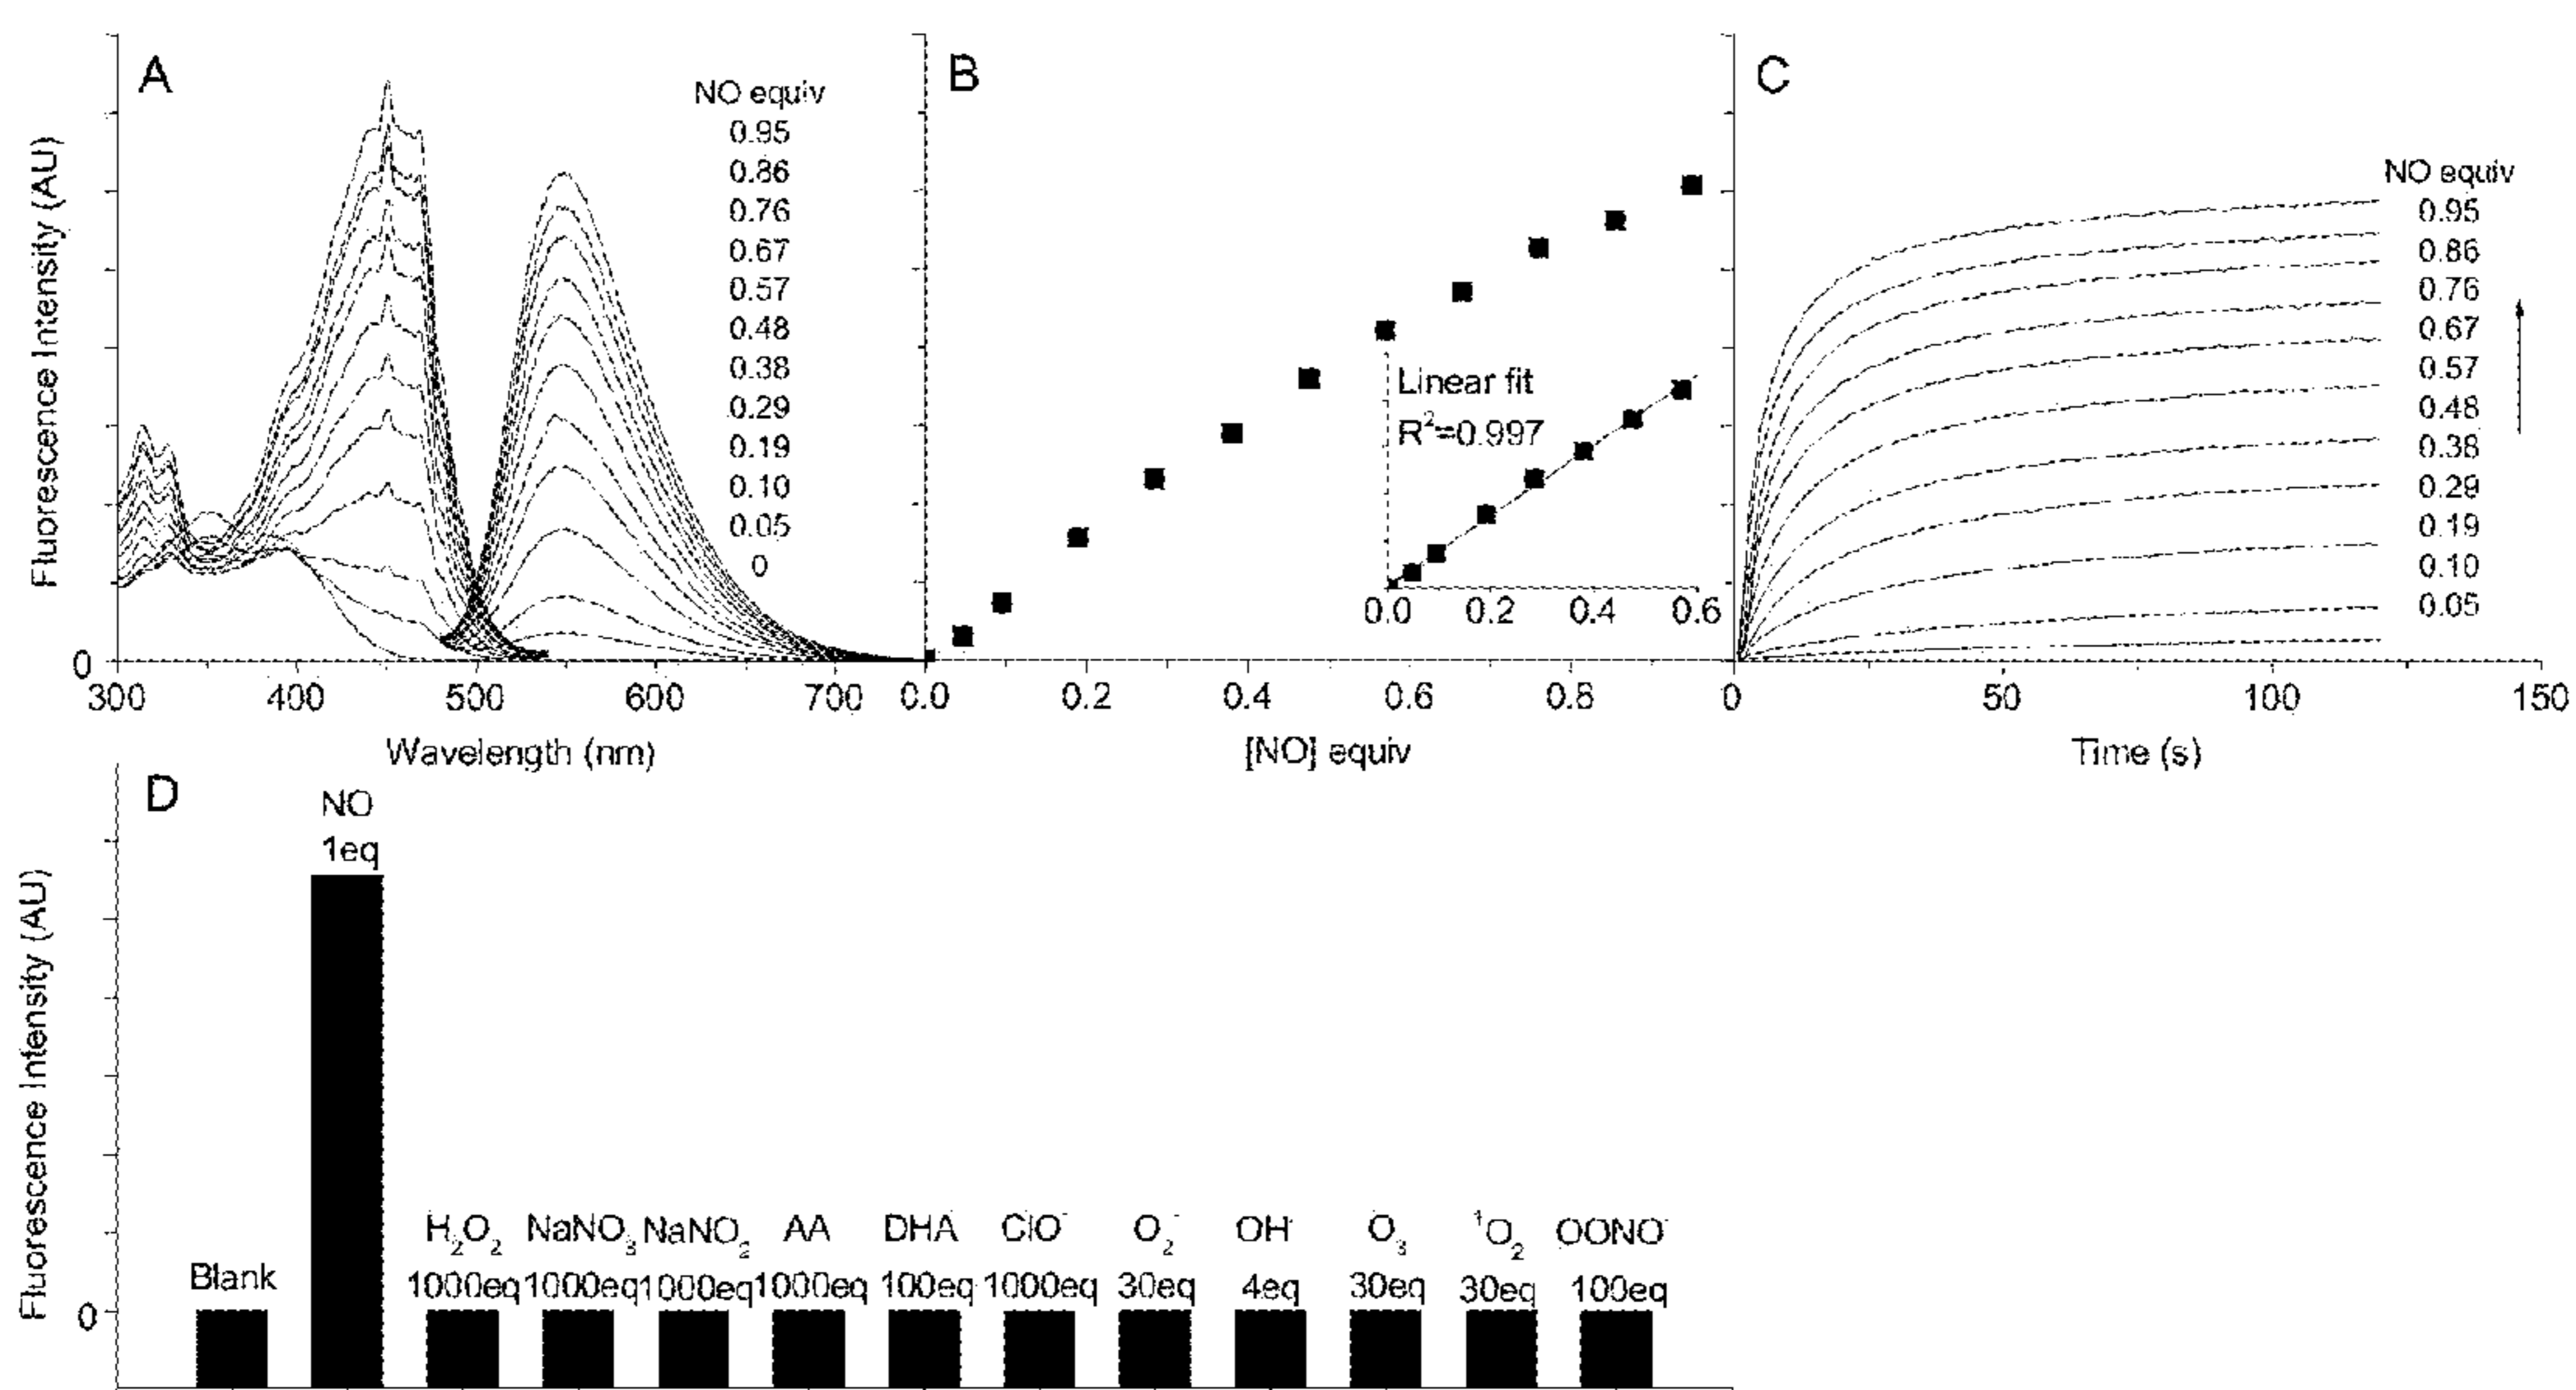 A
Fluorescence Intensity (AU)
NO equiv
0.95
0.86
0.76
0.67
0.57
0.48
0.38
0.29
0.19
0.10
0.05
0
0
300
400
500
600
700
Wavelength (nm)
B
Linear fit
R²=0.997
0.0
0.2
0.4
0.6
0.0
0.2
0.4
0.6
0.8
[NO] equiv
C
NO equiv
0.95
0.86
0.76
0.67
0.57
0.48
0.38
0.29
0.19
0.10
0.05
0
50
100
150
Time (s)
D
Fluorescence Intensity (AU)
0
Blank
NO
1eq
H₂O₂
1000eq
NaNO₃
1000eq
NaNO₂
1000eq
AA
1000eq
DHA
100eq
ClO⁻
1000eq
O₂⁻
30eq
OH·
4eq
O₃
30eq
¹O₂
30eq
OONO⁻
100eq